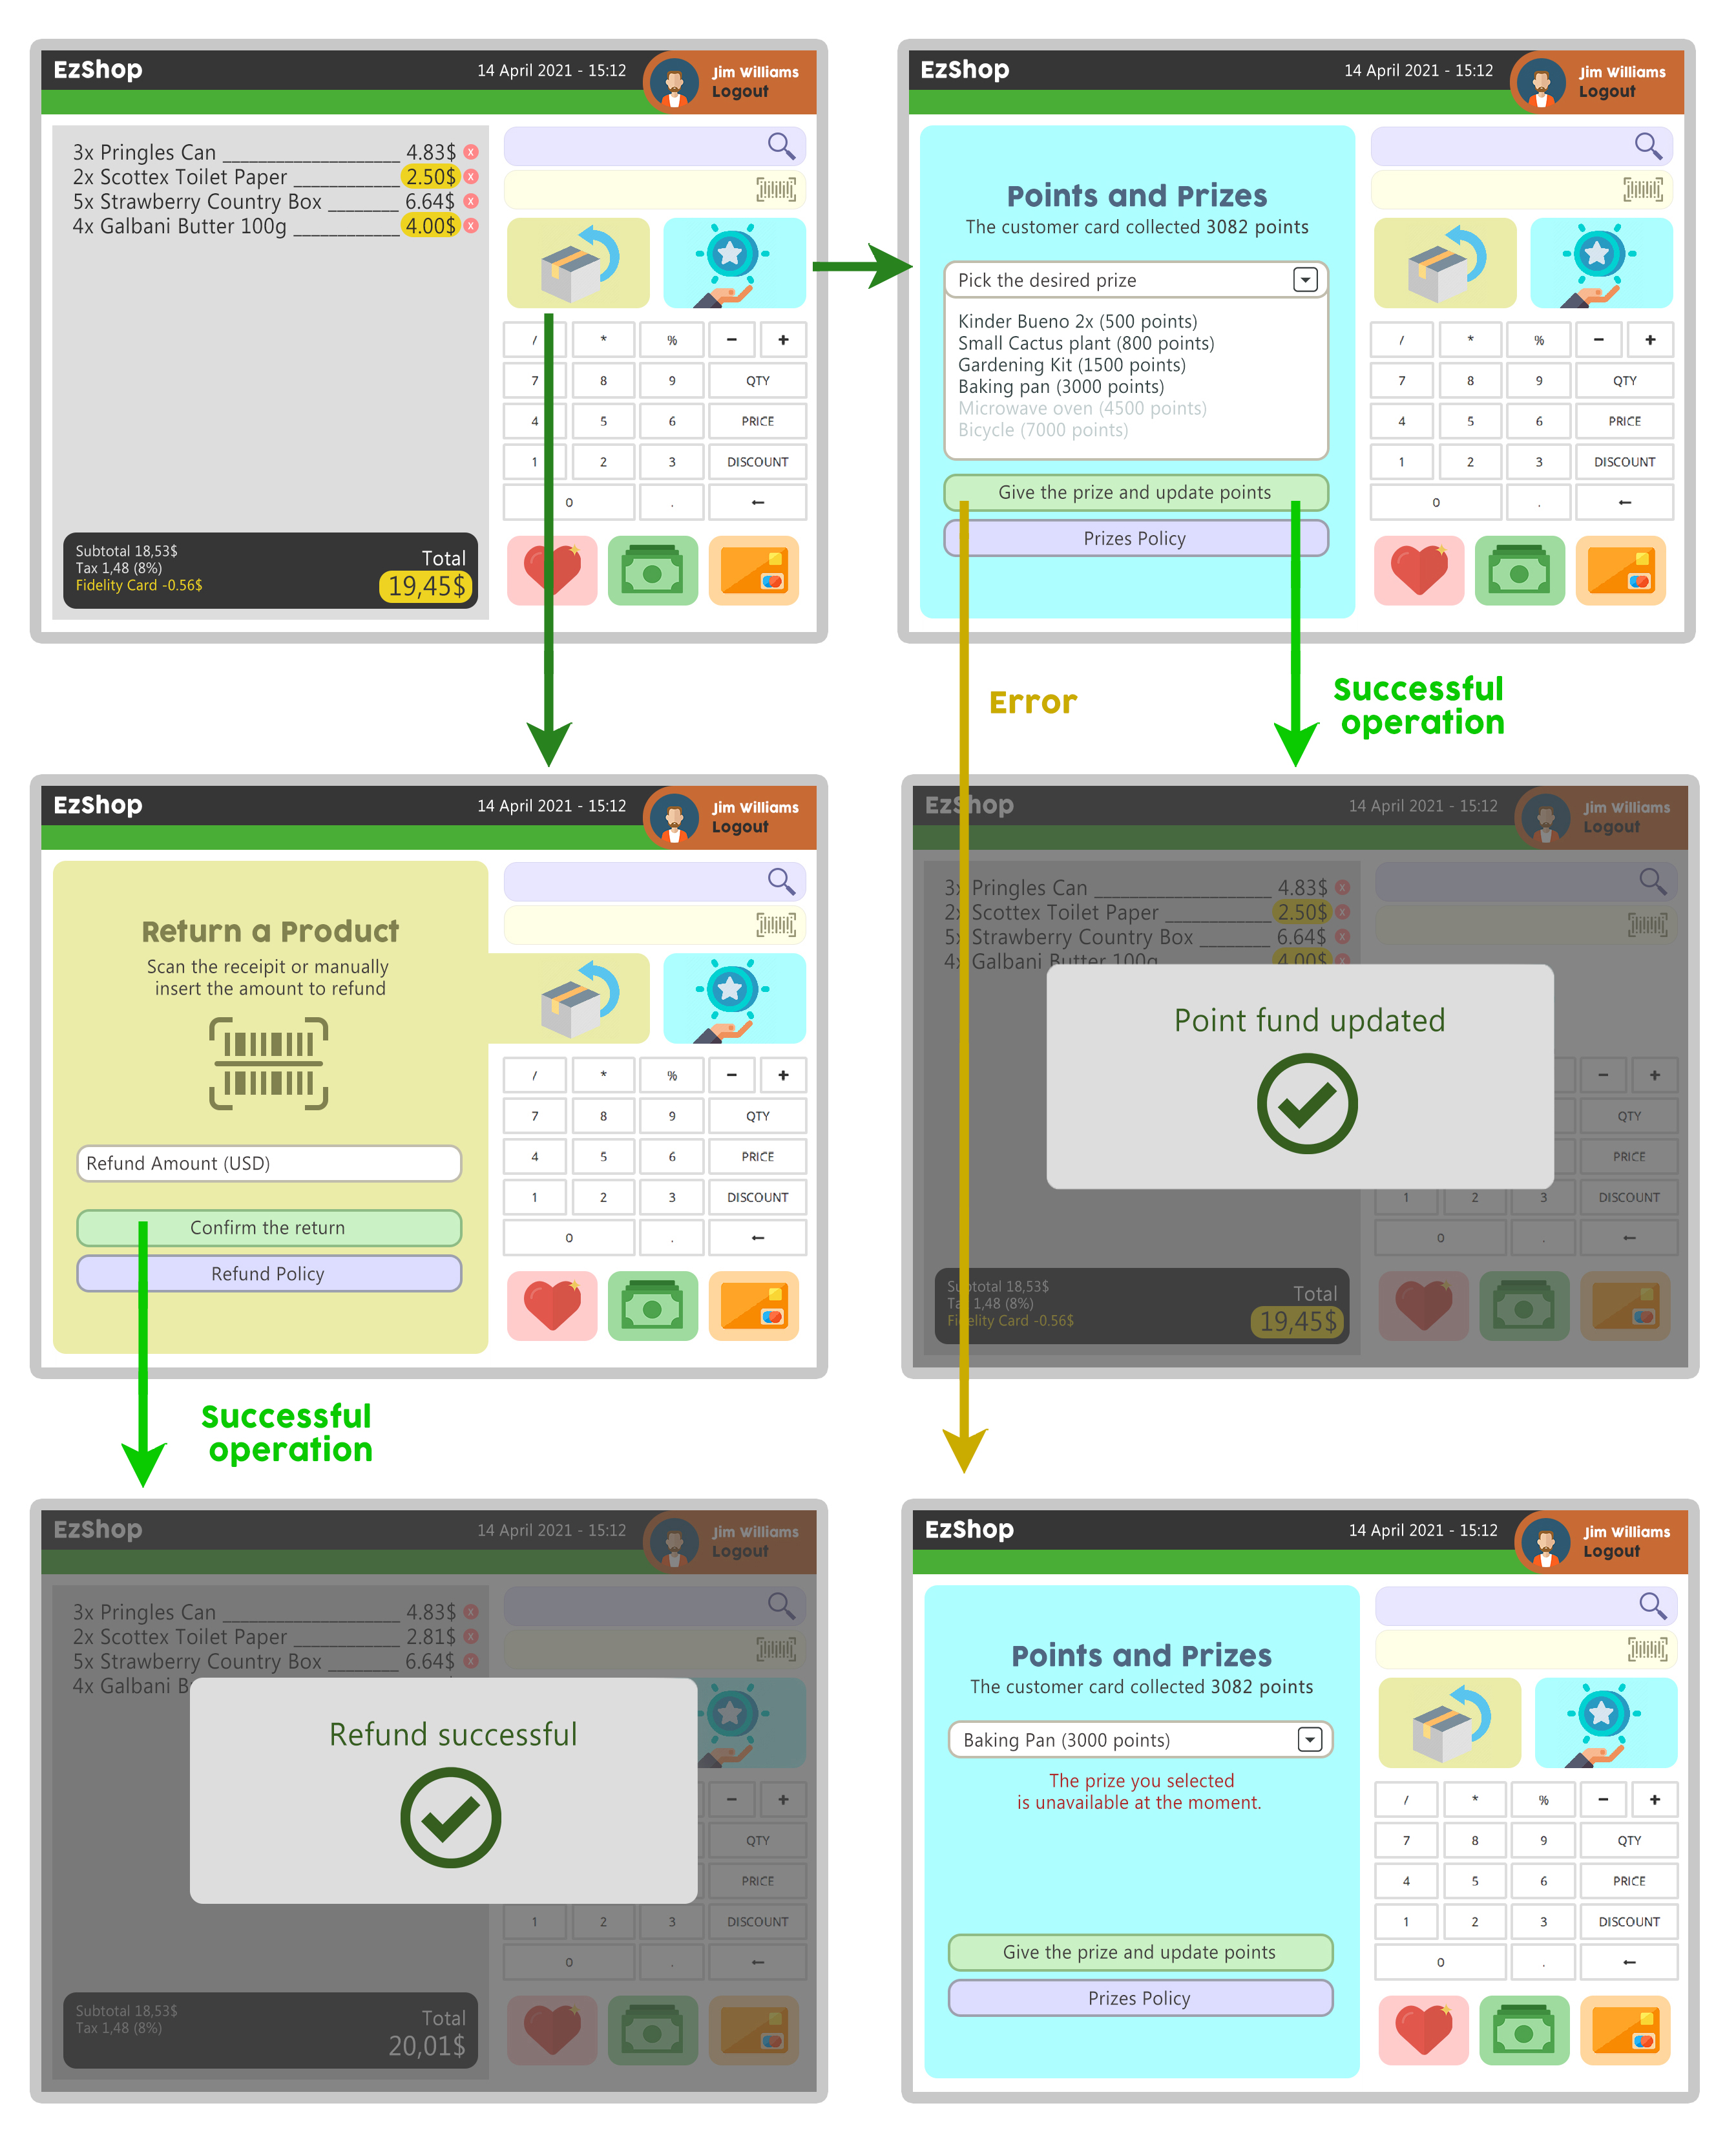 EzShop
14 April 2021 - 15:12
Jim Williams
Logout
3x Pringles Can ____________________ 4.83$ x
2x Scottex Toilet Paper ____________ 2.50$ x
5x Strawberry Country Box ________ 6.64$ x
4x Galbani Butter 100g ____________ 4.00$ x
/ * % - +
7 8 9 QTY
4 5 6 PRICE
1 2 3 DISCOUNT
0 . ←
Subtotal 18,53$
Tax 1,48 (8%)
Fidelity Card -0.56$
Total
19,45$
EzShop
14 April 2021 - 15:12
Jim Williams
Logout
Points and Prizes
The customer card collected 3082 points
Pick the desired prize
Kinder Bueno 2x (500 points)
Small Cactus plant (800 points)
Gardening Kit (1500 points)
Baking pan (3000 points)
Microwave oven (4500 points)
Bicycle (7000 points)
Give the prize and update points
Prizes Policy
/ * % - +
7 8 9 QTY
4 5 6 PRICE
1 2 3 DISCOUNT
0 . ←
Error
Successful
operation
EzShop
14 April 2021 - 15:12
Jim Williams
Logout
Return a Product
Scan the receipit or manually
insert the amount to refund
Refund Amount (USD)
Confirm the return
Refund Policy
/ * % - +
7 8 9 QTY
4 5 6 PRICE
1 2 3 DISCOUNT
0 . ←
Successful
operation
EzShop
14 April 2021 - 15:12
Jim Williams
Logout
3x Pringles Can ____________________ 4.83$ x
2x Scottex Toilet Paper ____________ 2.50$ x
5x Strawberry Country Box ________ 6.64$ x
4x Galbani Butter 100g 4.00$ x
Point fund updated
- +
QTY
PRICE
1 2 3 DISCOUNT
0 . ←
Subtotal 18,53$
Tax 1,48 (8%)
Fidelity Card -0.56$
Total
19,45$
EzShop
14 April 2021 - 15:12
Jim Williams
Logout
3x Pringles Can ____________________ 4.83$ x
2x Scottex Toilet Paper ____________ 2.81$ x
5x Strawberry Country Box ________ 6.64$ x
4x Galbani B
Refund successful
- +
QTY
PRICE
1 2 3 DISCOUNT
0 . ←
Subtotal 18,53$
Tax 1,48 (8%)
Total
20,01$
EzShop
14 April 2021 - 15:12
Jim Williams
Logout
Points and Prizes
The customer card collected 3082 points
Baking Pan (3000 points)
The prize you selected
is unavailable at the moment.
Give the prize and update points
Prizes Policy
/ * % - +
7 8 9 QTY
4 5 6 PRICE
1 2 3 DISCOUNT
0 . ←